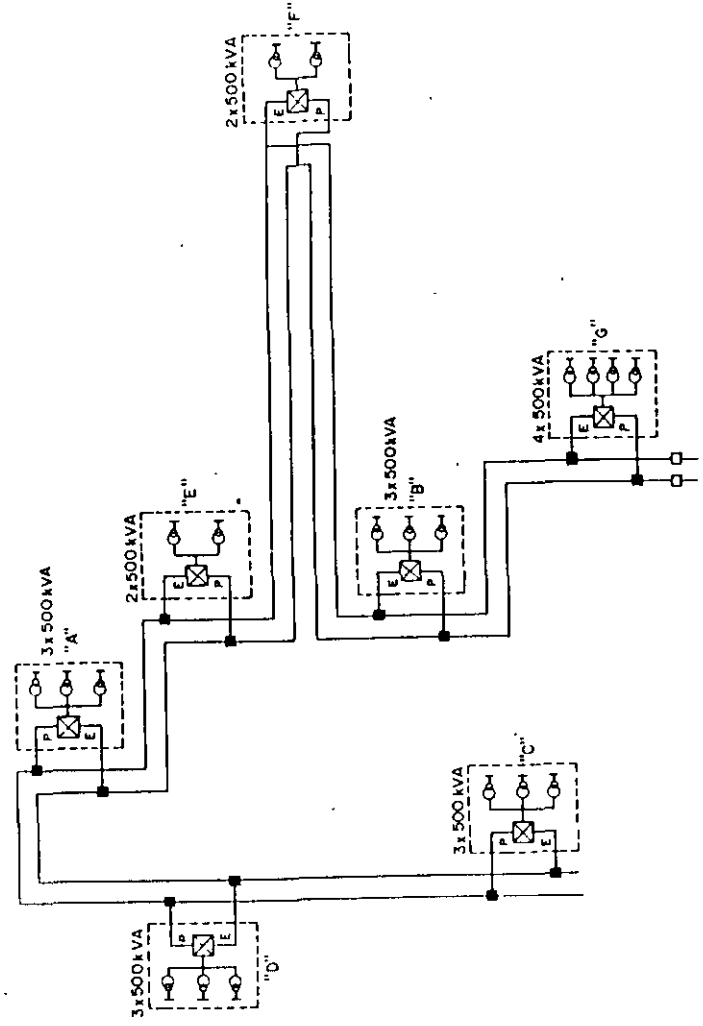 2x500kVA
"F"
E
P
3x500kVA
"A"
P
E
2x500kVA
"E"
E
P
3x500kVA
"B"
E
P
4x500kVA
"G"
E
P
3x500kVA
"C"
P
E
3x500kVA
"D"
P
E